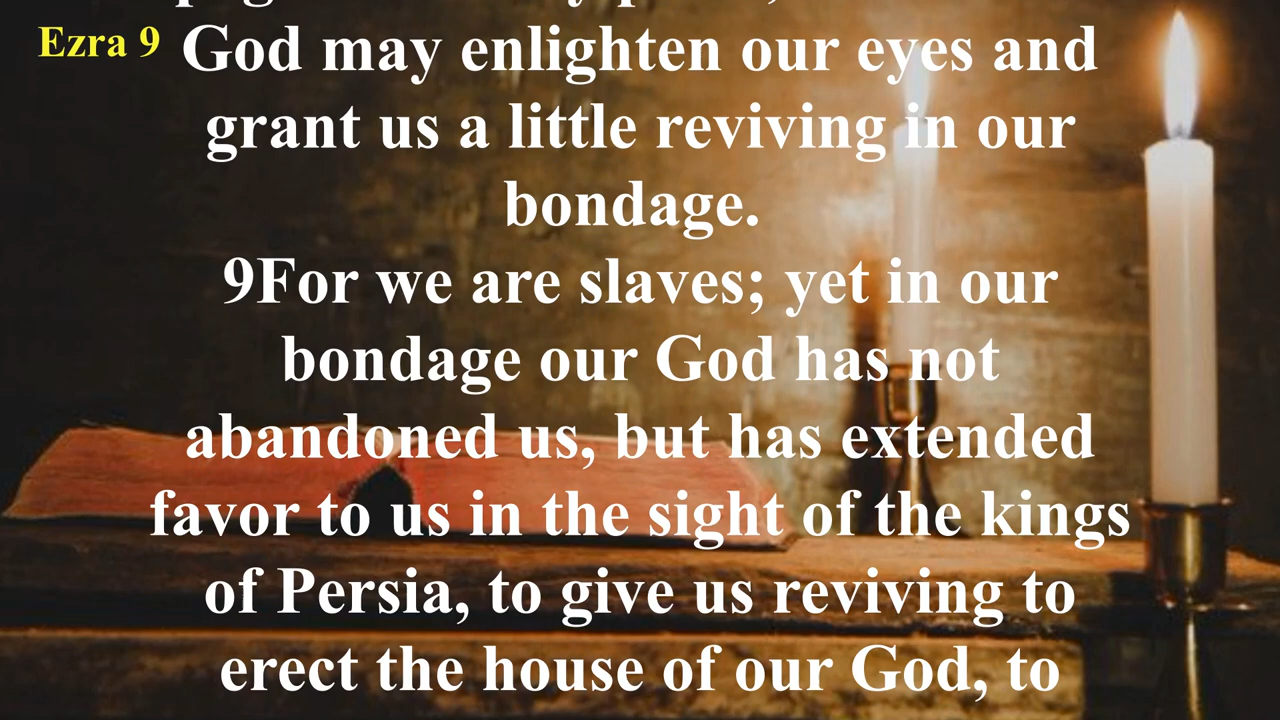 Ezra 9
God may enlighten our eyes and
grant us a little reviving in our
bondage.
9For we are slaves; yet in our
bondage our God has not
abandoned us, but has extended
favor to us in the sight of the kings
of Persia, to give us reviving to
erect the house of our God, to